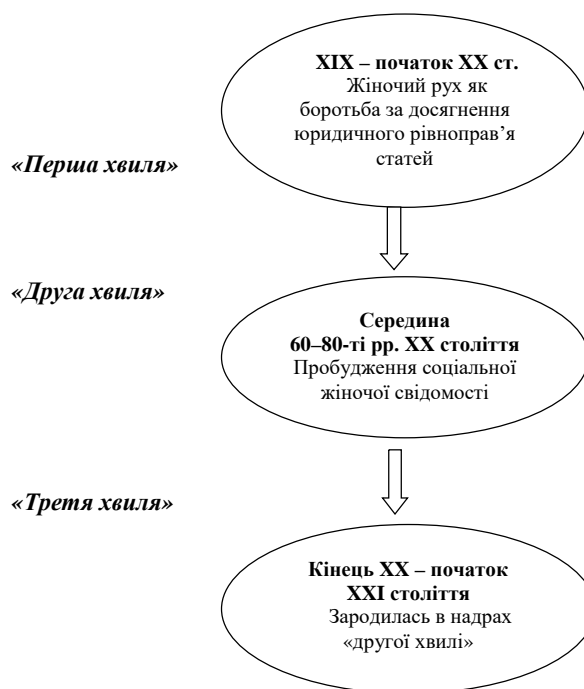 XIX – початок XX ст.
Жіночий рух як
боротьба за досягнення
юридичного рівноправ’я
статей
«Перша хвиля»
«Друга хвиля»
Середина
60–80-ті рр. XX століття
Пробудження соціальної
жіночої свідомості
«Третя хвиля»
Кінець XX – початок
XXI століття
Зародилась в надрах
«другої хвилі»